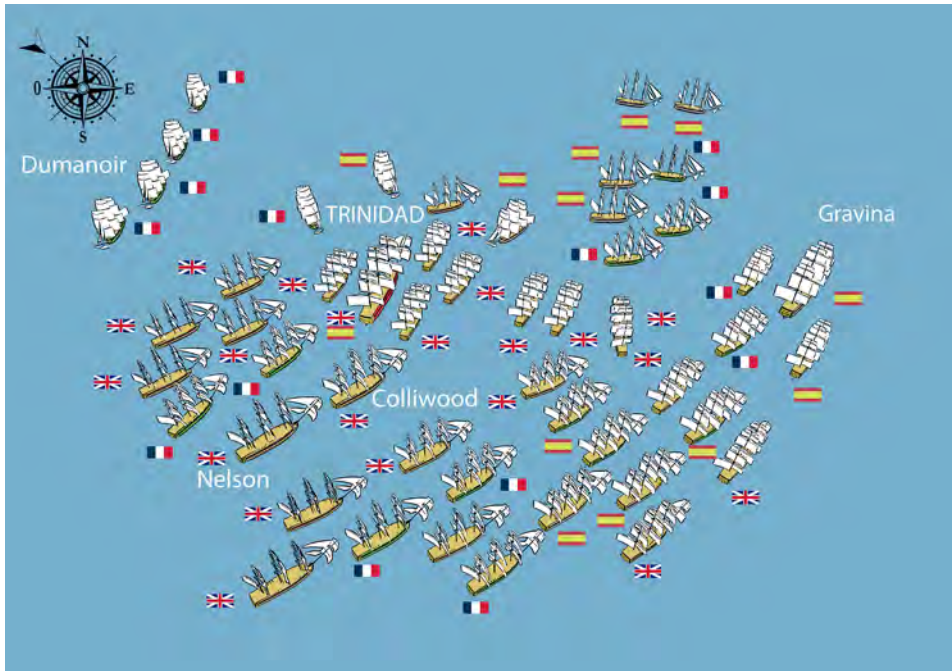 N
O E
S
Dumanoir
TRINIDAD
Gravina
Colliwood
Nelson